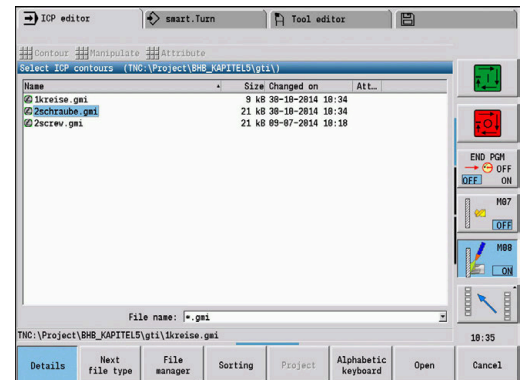 ICP editor
smart.Turn
Tool editor
Contour Manipulate Attribute
Select ICP contours (TNC:\Project\BHB_KAPITEL5\gti\)
Name Size Changed on Att...
1kreise.gmi 9 kB 30-10-2014 10:34
2schraube.gmi 21 kB 30-10-2014 10:34
2screw.gmi 21 kB 09-07-2014 10:18
File name: *.gmi
TNC:\Project\BHB_KAPITEL5\gti\1kreise.gmi
END PGM
OFF
OFF ON
M07
OFF
M08
ON
10:35
Details
Next file type
File manager
Sorting
Project
Alphabetic keyboard
Open
Cancel